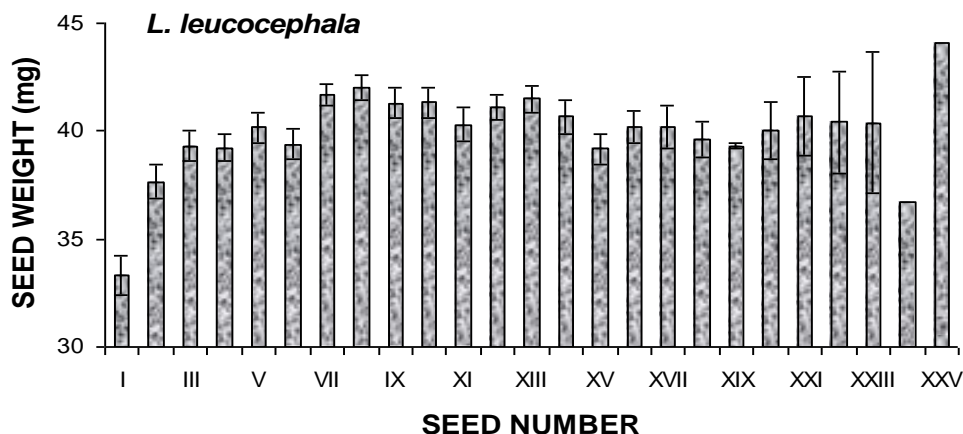 L. leucocephala
SEED WEIGHT (mg)
45
40
35
30
I III V VII IX XI XIII XV XVII XIX XXI XXIII XXV
SEED NUMBER